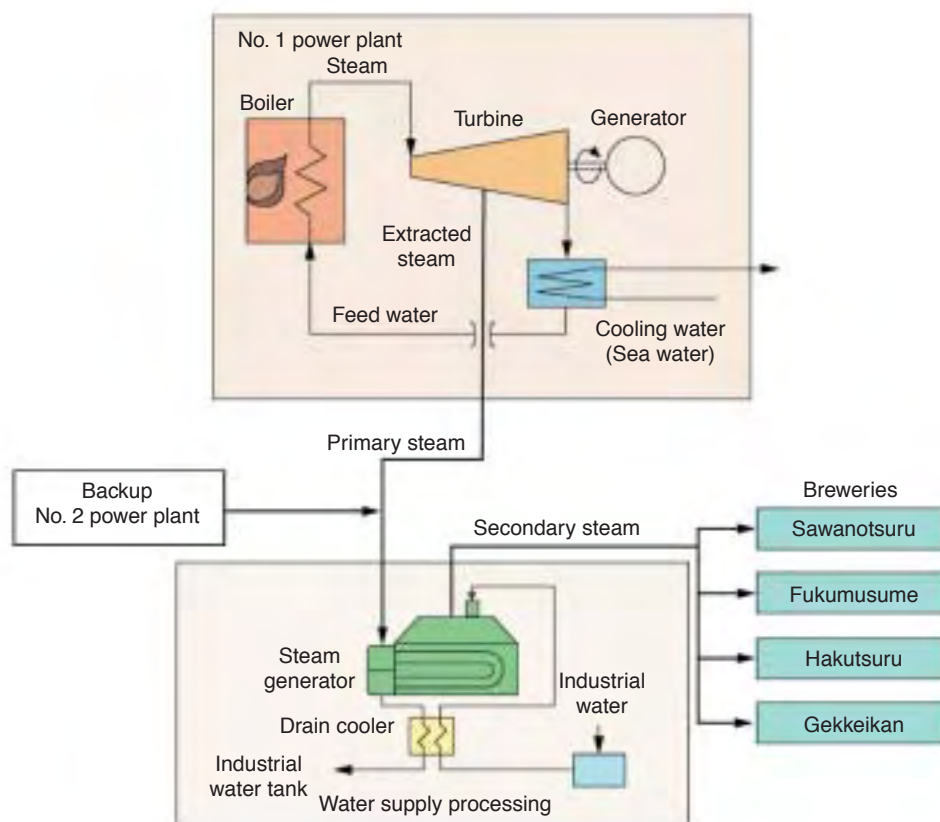 No. 1 power plant
Steam
Boiler
Turbine
Generator
Extracted
steam
Feed water
Cooling water
(Sea water)
Primary steam
Backup
No. 2 power plant
Secondary steam
Breweries
Sawanotsuru
Fukumusume
Hakutsuru
Gekkeikan
Steam
generator
Industrial
water
Drain cooler
Industrial
water tank
Water supply processing